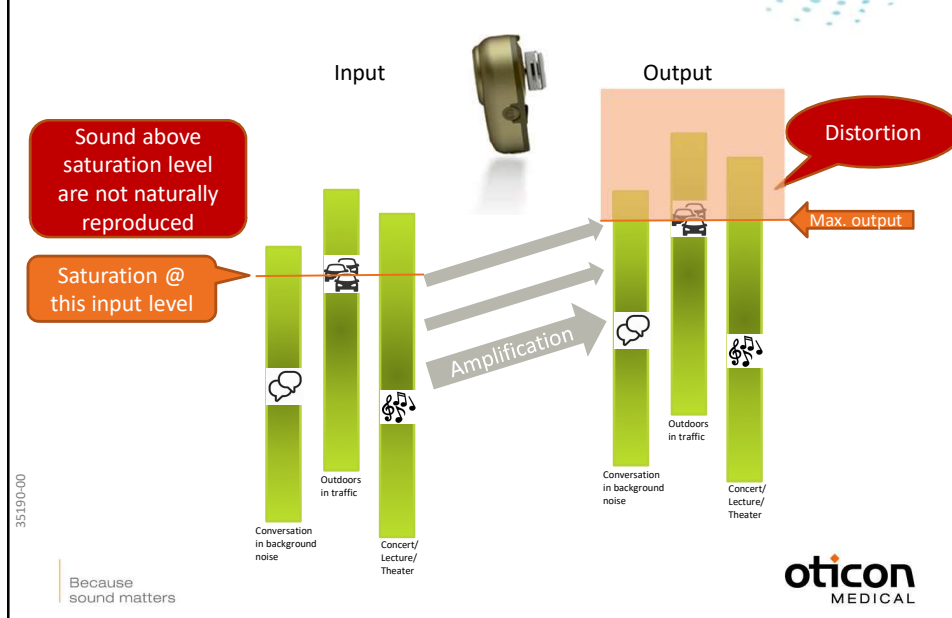 Input
Output
Sound above
saturation level
are not naturally
reproduced
Distortion
Max. output
Saturation @
this input level
Amplification
Outdoors
in traffic
Conversation
in background
noise
Concert/
Lecture/
Theater
Outdoors
in traffic
Conversation
in background
noise
Concert/
Lecture/
Theater
35190-00
Because
sound matters
oticon
MEDICAL